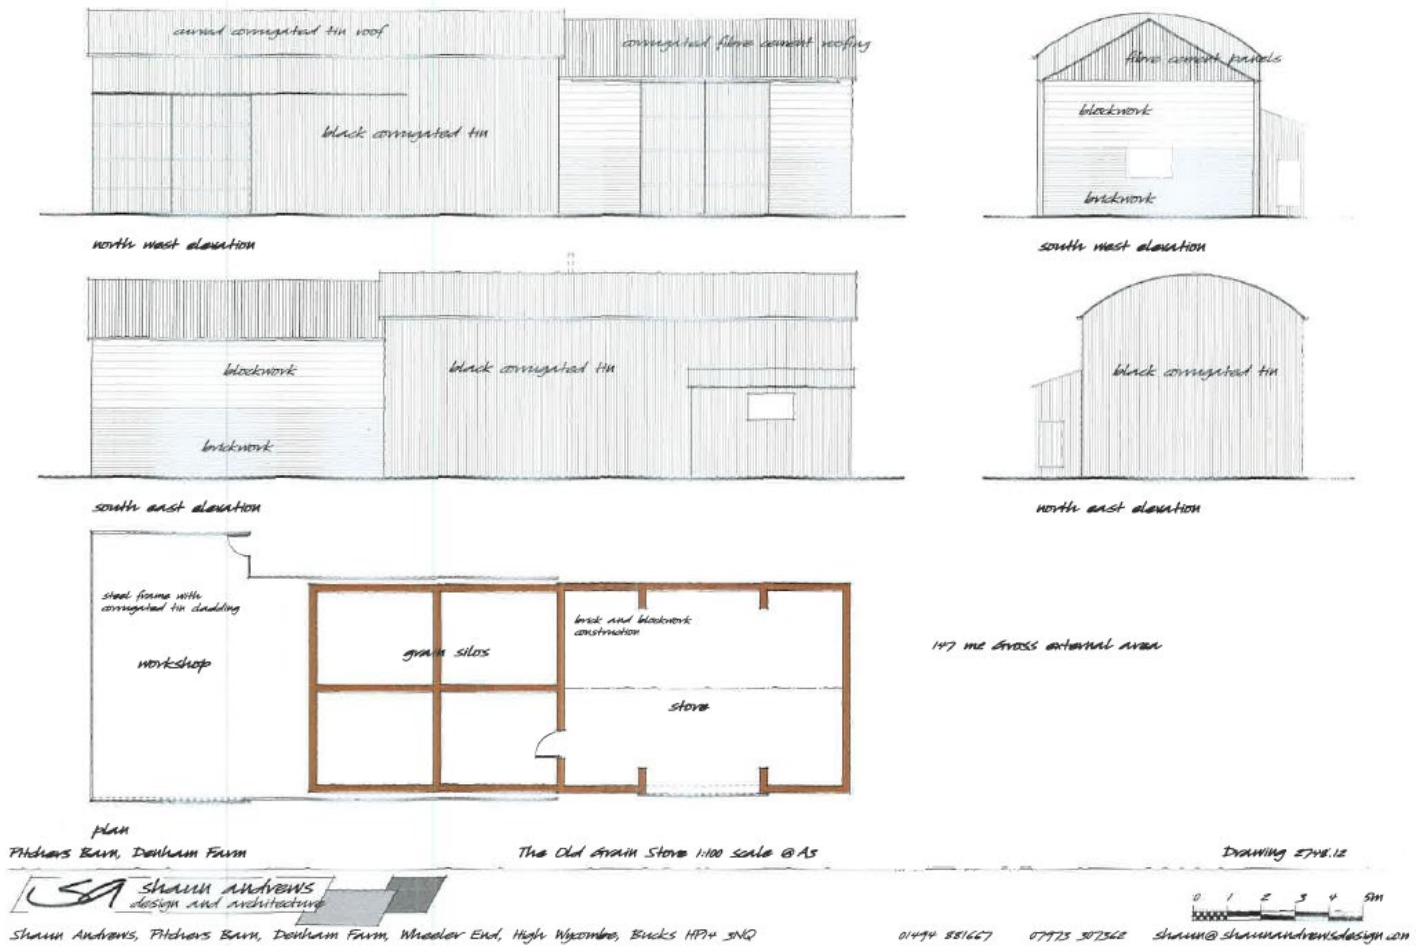 curved corrugated tin roof
corrugated fibre cement roofing
black corrugated tin
north west elevation
fibre cement panels
blockwork
brickwork
south west elevation
blockwork
brickwork
black corrugated tin
south east elevation
black corrugated tin
north east elevation
steel frame with
corrugated tin cladding
workshop
grain silos
brick and blockwork
construction
store
147 m2 Gross external area
plan
Pitchers Barn, Denham Farm
The Old Grain Store 1:100 scale @ A3
Drawing 2748.12
sa shaun andrews
design and architecture
0 1 2 3 4 5m
Shaun Andrews, Pitchers Barn, Denham Farm, Wheeler End, High Wycombe, Bucks HP14 3NQ
01494 881667 07973 307362 shaun@shaunandrewsdesign.com